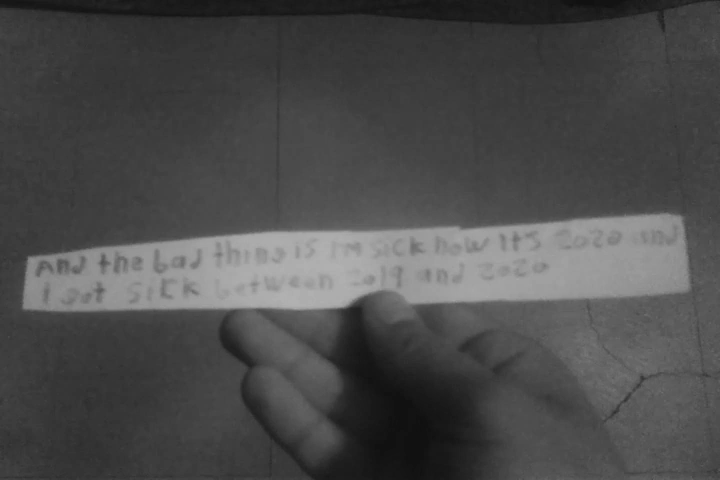 And the bad thing is I'M sick now Its 2020 and
I got sick between 2019 and 2020